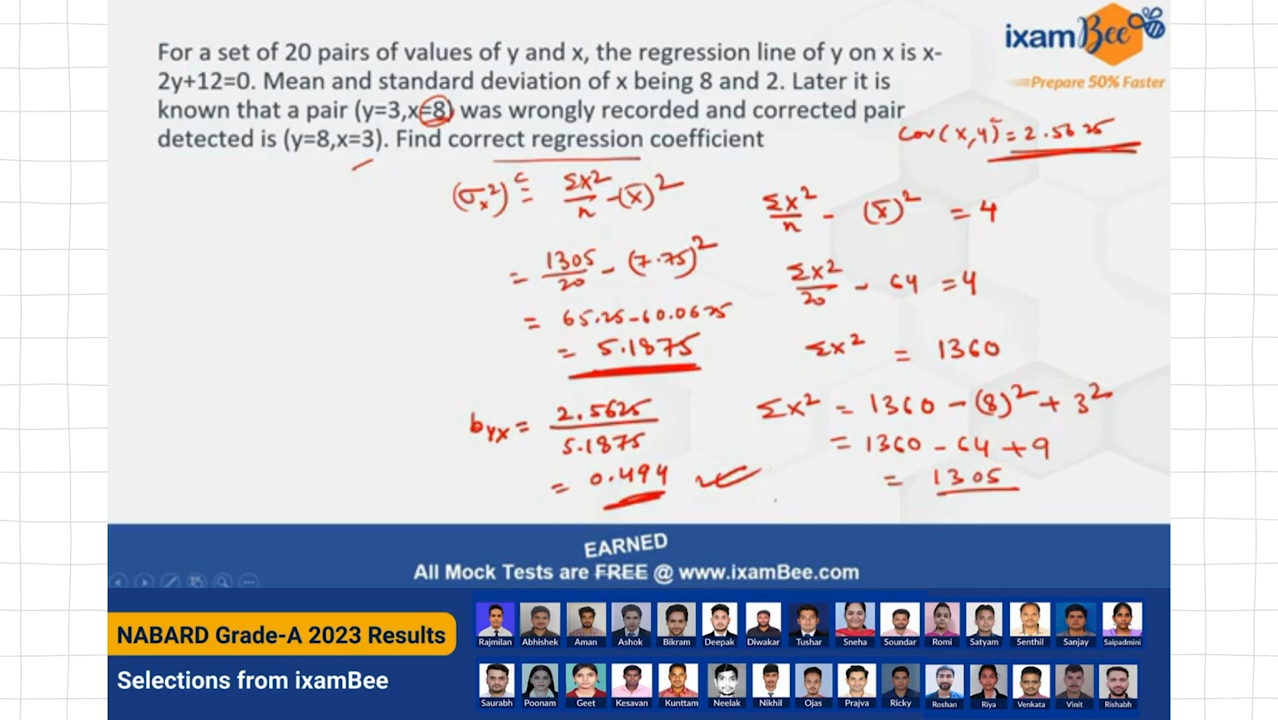 ixamBee
Prepare 50% Faster
For a set of 20 pairs of values of y and x, the regression line of y on x is x-
2y+12=0. Mean and standard deviation of x being 8 and 2. Later it is
known that a pair (y=3,x=8) was wrongly recorded and corrected pair
detected is (y=8,x=3). Find correct regression coefficient
Cov(x,y)ᶜ = 2.5625
(σx²)ᶜ = Σx²/n - (x̄)²
= 1305/20 - (7.75)²
= 65.25-60.0625
= 5.1875
byx = 2.5625/5.1875
= 0.494
Σx²/n - (x̄)² = 4
Σx²/20 - 64 = 4
Σx² = 1360
Σx² = 1360 - (8)² + 3²
= 1360 - 64 + 9
= 1305
EARNED
All Mock Tests are FREE @ www.ixamBee.com
NABARD Grade-A 2023 Results
Selections from ixamBee
Rajmilan Abhishek Aman Ashok Bikram Deepak Diwakar Tushar Sneha Soundar Romi Satyam Senthil Sanjay Saipadmini
Saurabh Poonam Geet Kesavan Kunttam Neelak Nikhil Ojas Prajva Ricky Roshan Riya Venkata Vinit Rishabh